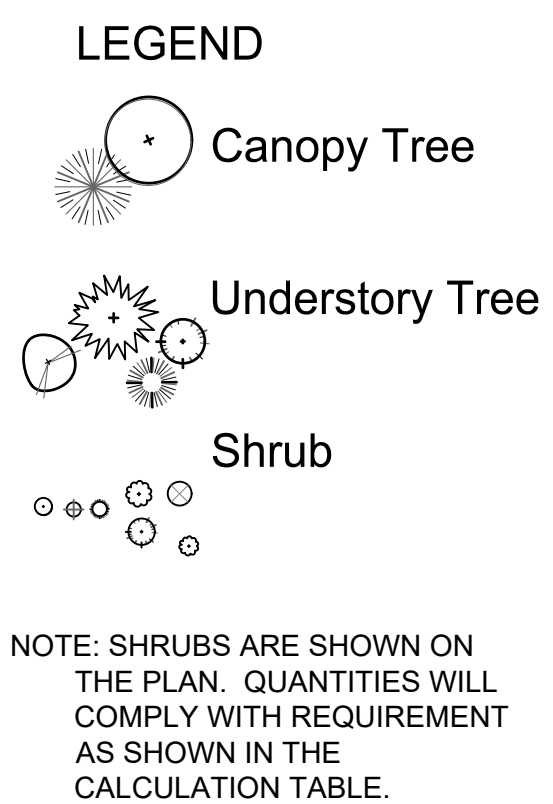 LEGEND
Canopy Tree
Understory Tree
Shrub
NOTE: SHRUBS ARE SHOWN ON
THE PLAN.  QUANTITIES WILL
COMPLY WITH REQUIREMENT
AS SHOWN IN THE
CALCULATION TABLE.